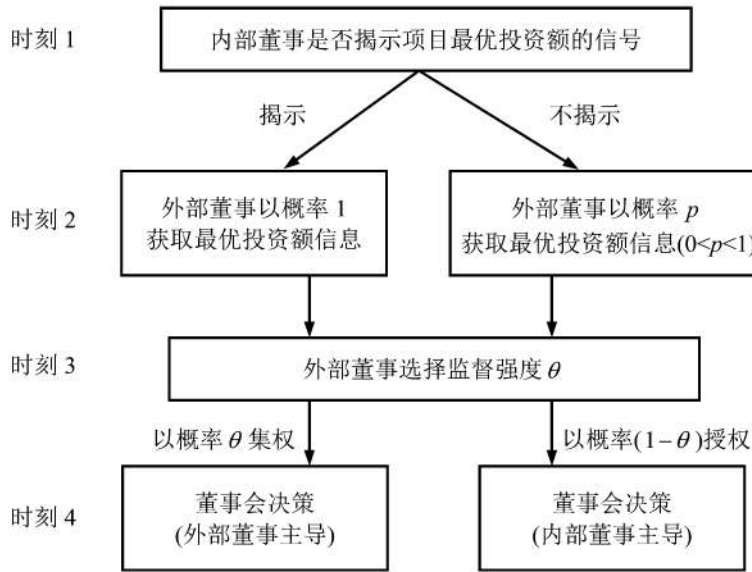 时刻 1
内部董事是否揭示项目最优投资额的信号
揭示
不揭示
时刻 2
外部董事以概率 1
获取最优投资额信息
外部董事以概率 p
获取最优投资额信息(0<p<1)
时刻 3
外部董事选择监督强度 θ
以概率 θ 集权
以概率(1-θ)授权
时刻 4
董事会决策
(外部董事主导)
董事会决策
(内部董事主导)